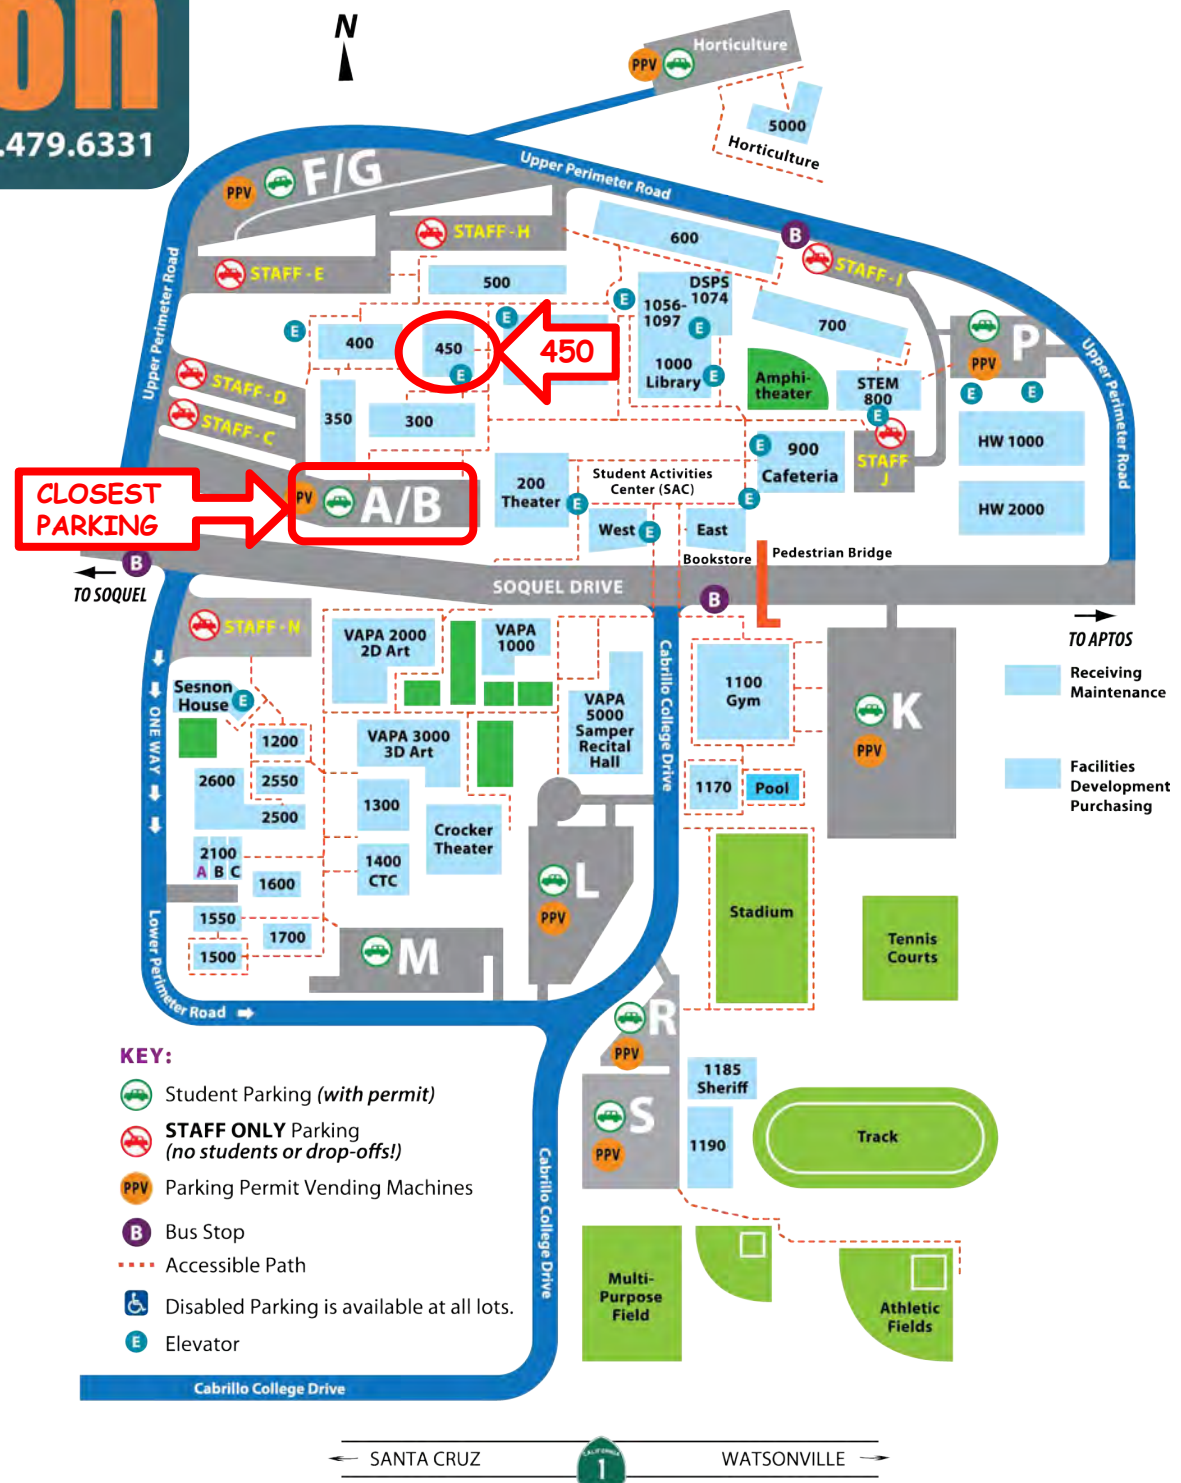 on
.479.6331
N
PPV
Horticulture
5000
Horticulture
Upper Perimeter Road
PPV
F/G
STAFF - H
STAFF - E
600
B
STAFF - I
500
DSPS
1074
1056-
1097
E
E
700
PPV
P
Upper Perimeter Road
E
400
450
E
E
450
1000
Library
E
Amphi-
theater
STEM
800
E
E
E
Upper Perimeter Road
STAFF - D
STAFF - C
350
300
HW 1000
E
900
Cafeteria
STAFF
J
CLOSEST
PARKING
PV
A/B
200
Theater
E
Student Activities
Center (SAC)
E
HW 2000
West
E
East
Bookstore
Pedestrian Bridge
B
TO SOQUEL
SOQUEL DRIVE
B
TO APTOS
STAFF - N
VAPA 2000
2D Art
VAPA
1000
Cabrillo College Drive
1100
Gym
K
PPV
Receiving
Maintenance
Sesnon
House
E
ONE WAY
VAPA
5000
Samper
Recital
Hall
1200
VAPA 3000
3D Art
2600
2550
2500
1300
1170
Pool
Facilities
Development
Purchasing
Crocker
Theater
2100
A B C
1400
CTC
1600
L
PPV
Stadium
1550
1700
1500
M
Tennis
Courts
Lower Perimeter Road
R
PPV
KEY:
1185
Sheriff
Student Parking (with permit)
S
PPV
1190
Track
STAFF ONLY Parking
(no students or drop-offs!)
PPV Parking Permit Vending Machines
B Bus Stop
Accessible Path
Disabled Parking is available at all lots.
E Elevator
Cabrillo College Drive
Multi-
Purpose
Field
Athletic
Fields
Cabrillo College Drive
SANTA CRUZ
CALIFORNIA
1
WATSONVILLE